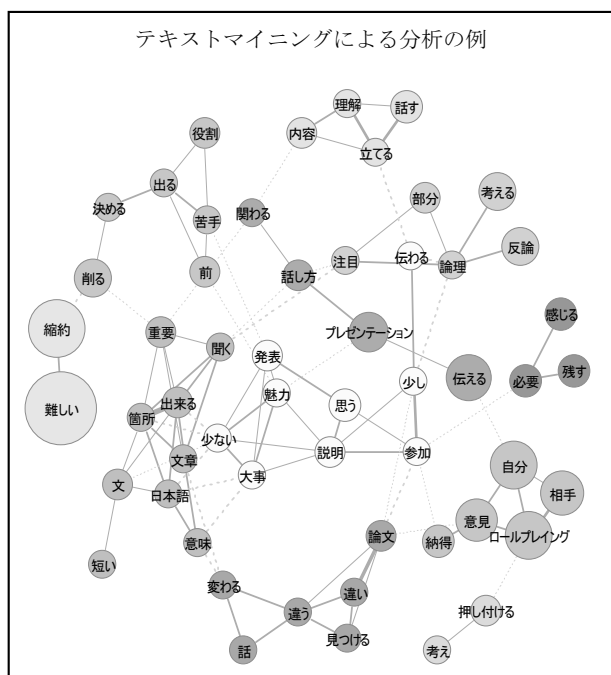 テキストマイニングによる分析の例
理解
話す
内容
役割
立てる
出る
部分
考える
決める
苦手
関わる
反論
伝わる
注目
論理
前
話し方
削る
感じる
縮約
重要
プレゼンテーション
聞く
発表
残す
伝える
必要
少し
魅力
難しい
出来る
思う
箇所
少ない
説明
参加
文章
自分
大事
文
日本語
相手
意見
論文
納得
ロールプレイング
意味
短い
変わる
違い
違う
押し付ける
見つける
話
考え